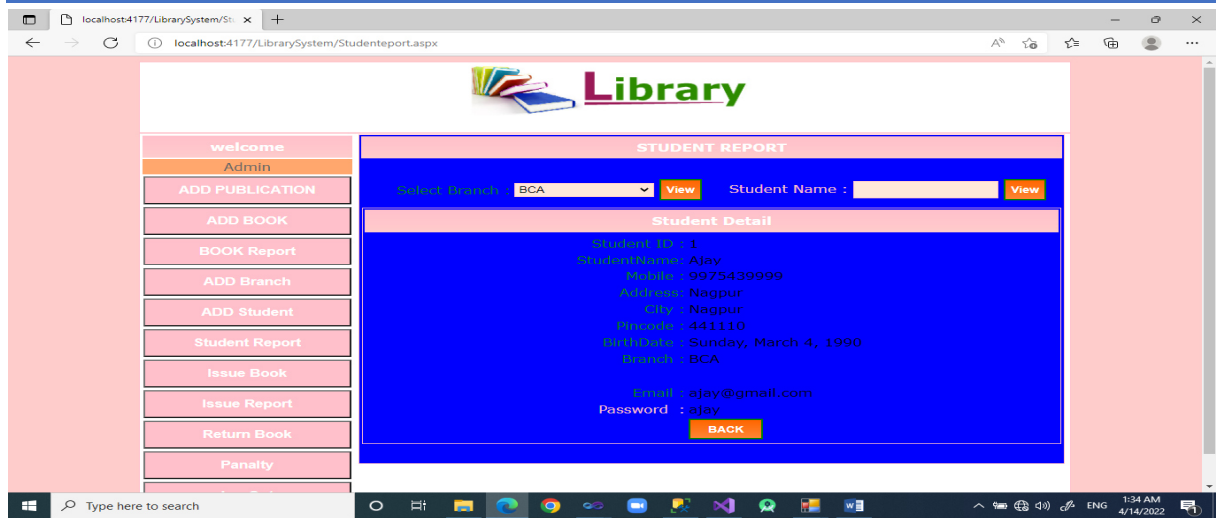 localhost:4177/LibrarySystem/St
localhost:4177/LibrarySystem/Studenteport.aspx
Library
welcome
Admin
ADD PUBLICATION
ADD BOOK
BOOK Report
ADD Branch
ADD Student
Student Report
Issue Book
Issue Report
Return Book
Panalty
STUDENT REPORT
Select Branch : BCA View Student Name : View
Student Detail
Student ID : 1
StudentName: Ajay
Mobile : 9975439999
Address: Nagpur
City : Nagpur
Pincode : 441110
BirthDate : Sunday, March 4, 1990
Branch : BCA
Email : ajay@gmail.com
Password : ajay
BACK
Type here to search
ENG
1:34 AM
4/14/2022